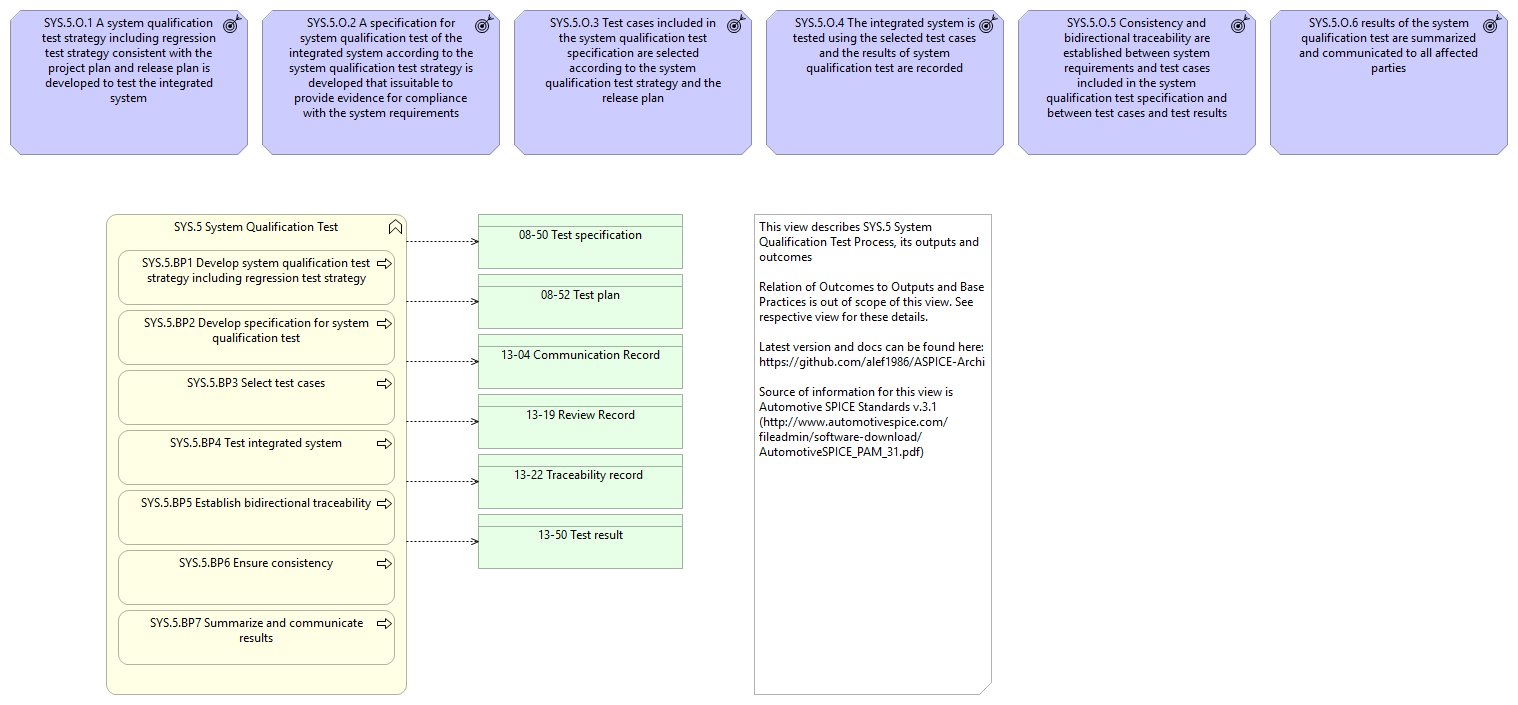 SYS.5.O.1 A system qualification
test strategy including regression
test strategy consistent with the
project plan and release plan is
developed to test the integrated
system
SYS.5.O.2 A specification for
system qualification test of the
integrated system according to the
system qualification test strategy is
developed that issuitable to
provide evidence for compliance
with the system requirements
SYS.5.O.3 Test cases included in
the system qualification test
specification are selected
according to the system
qualification test strategy and the
release plan
SYS.5.O.4 The integrated system is
tested using the selected test cases
and the results of system
qualification test are recorded
SYS.5.O.5 Consistency and
bidirectional traceability are
established between system
requirements and test cases
included in the system
qualification test specification and
between test cases and test results
SYS.5.O.6 results of the system
qualification test are summarized
and communicated to all affected
parties
SYS.5 System Qualification Test
SYS.5.BP1 Develop system qualification test
strategy including regression test strategy
SYS.5.BP2 Develop specification for system
qualification test
SYS.5.BP3 Select test cases
SYS.5.BP4 Test integrated system
SYS.5.BP5 Establish bidirectional traceability
SYS.5.BP6 Ensure consistency
SYS.5.BP7 Summarize and communicate
results
08-50 Test specification
08-52 Test plan
13-04 Communication Record
13-19 Review Record
13-22 Traceability record
13-50 Test result
This view describes SYS.5 System
Qualification Test Process, its outputs and
outcomes
Relation of Outcomes to Outputs and Base
Practices is out of scope of this view. See
respective view for these details.
Latest version and docs can be found here:
https://github.com/alef1986/ASPICE-Archi
Source of information for this view is
Automotive SPICE Standards v.3.1
(http://www.automotivespice.com/
fileadmin/software-download/
AutomotiveSPICE_PAM_31.pdf)